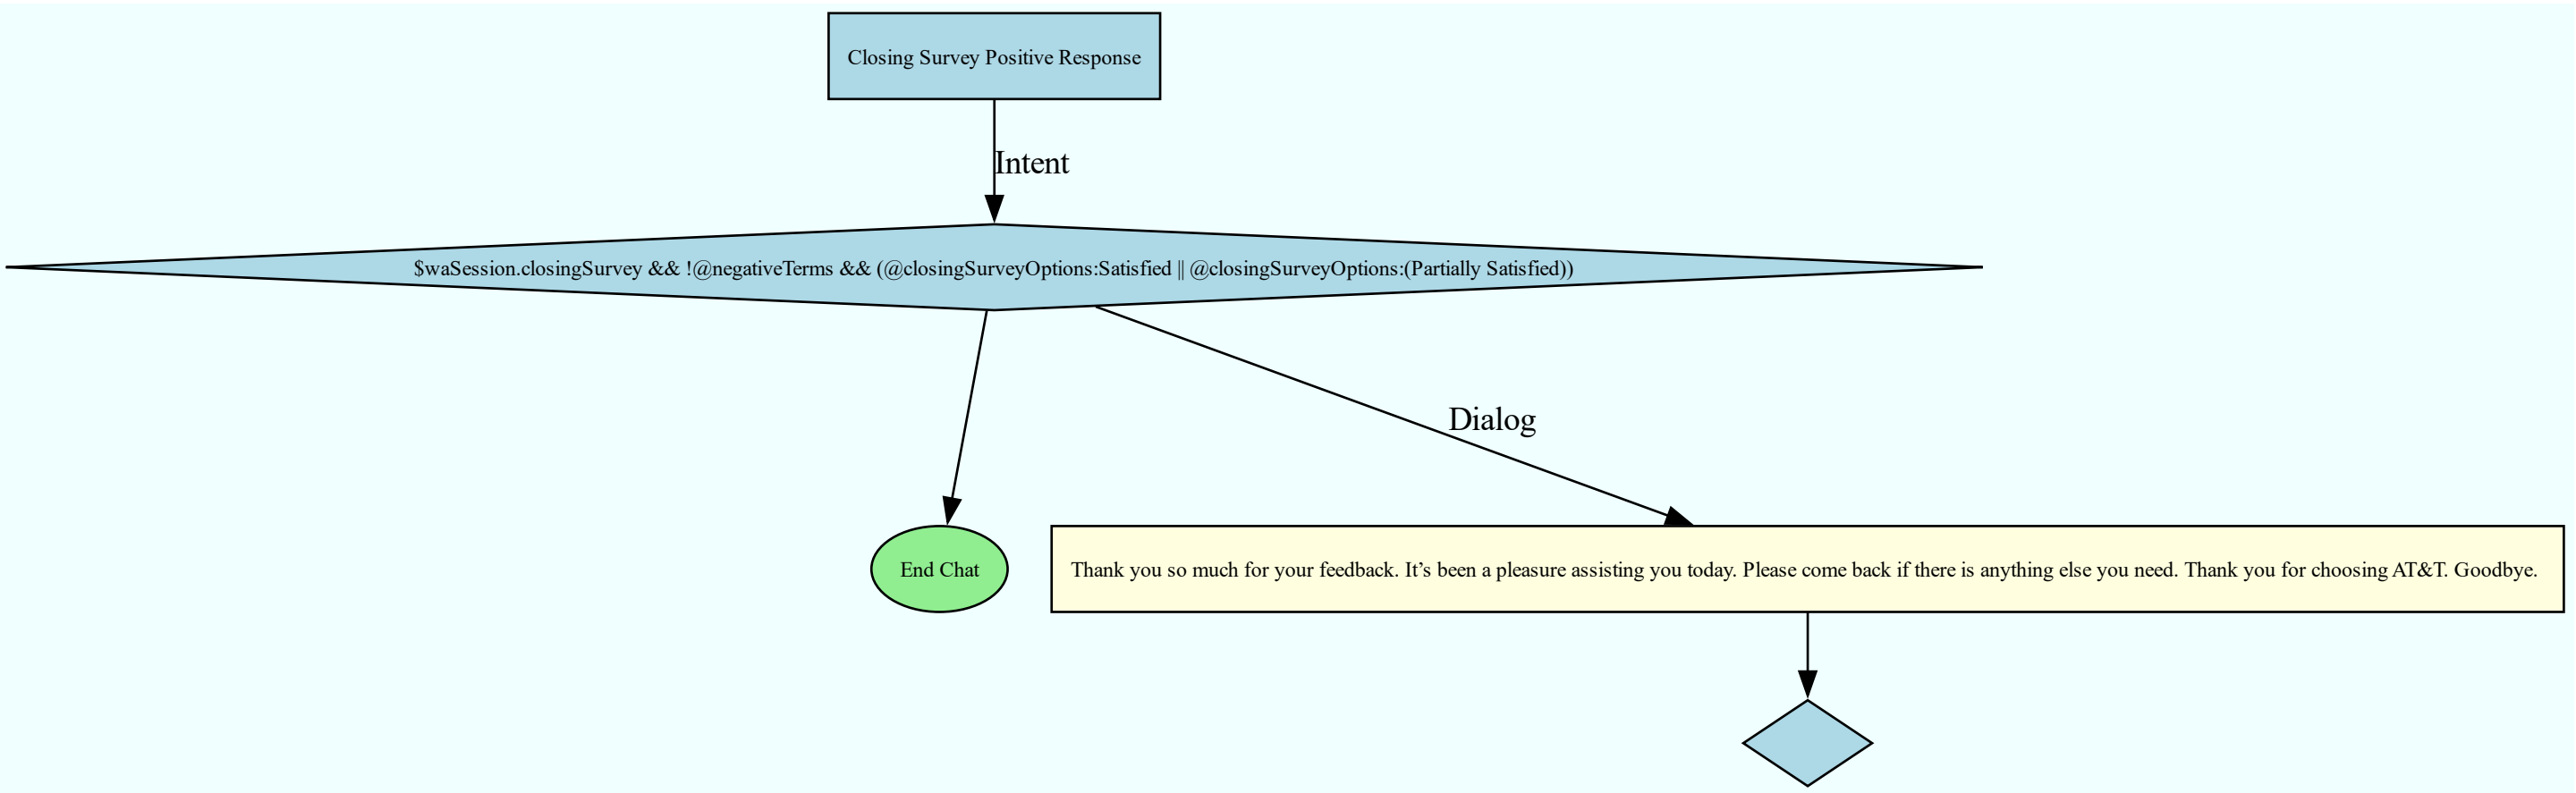 Closing Survey Positive Response
Intent
$waSession.closingSurvey && !@negativeTerms && (@closingSurveyOptions:Satisfied || @closingSurveyOptions:(Partially Satisfied))
Dialog
End Chat
Thank you so much for your feedback. It’s been a pleasure assisting you today. Please come back if there is anything else you need. Thank you for choosing AT&T. Goodbye.